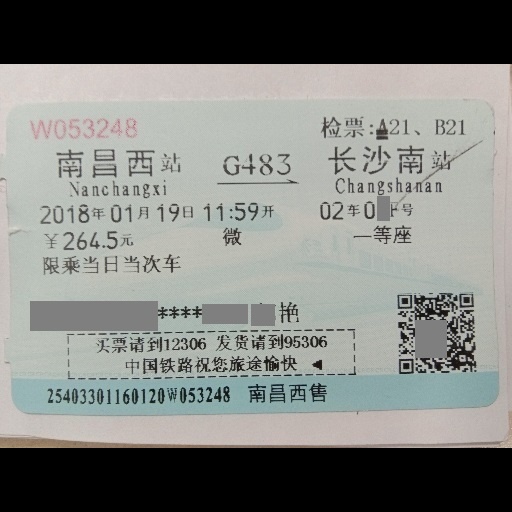 W053248
检票:A21、B21
南昌西站
G483
长沙南站
Nanchangxi
Changshanan
2018年01月19日11:59开
02车0 F号
¥264.5元
微
一等座
限乘当日当次车
**** 艳
买票请到12306 发货请到95306
中国铁路祝您旅途愉快
25403301160120W053248 南昌西售